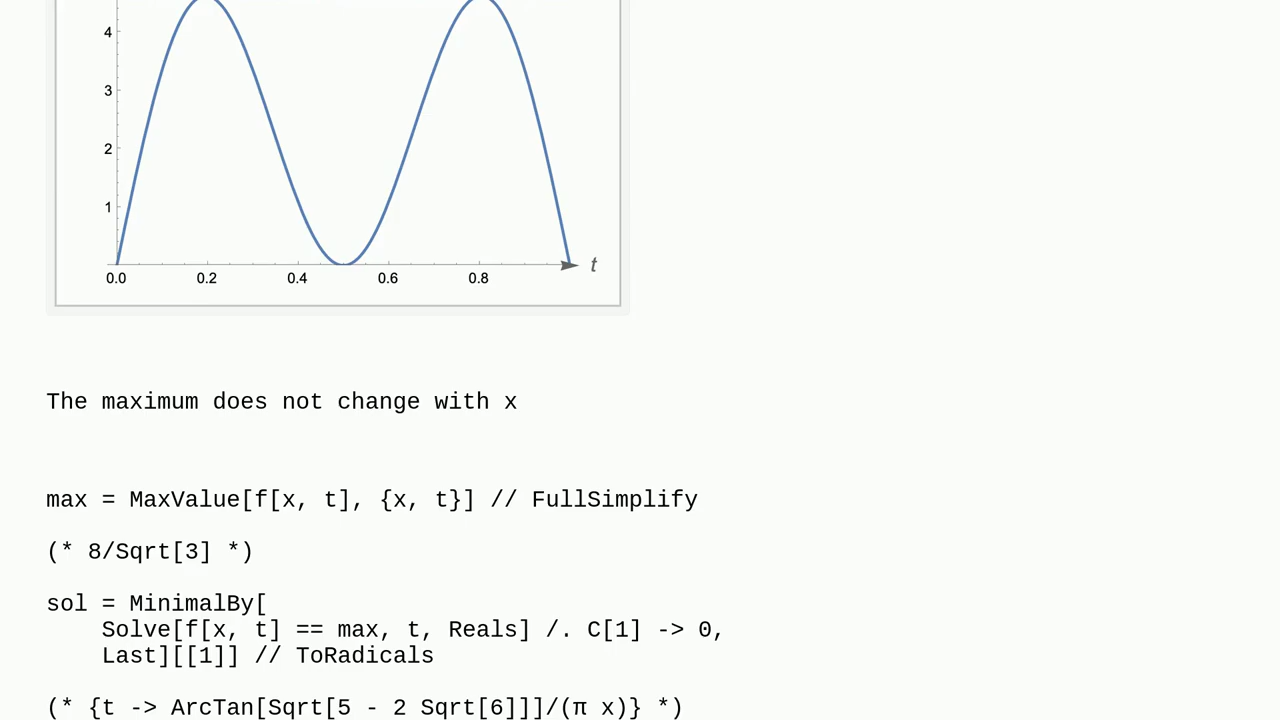 4
3
2
1
0.0 0.2 0.4 0.6 0.8 t
The maximum does not change with x
max = MaxValue[f[x, t], {x, t}] // FullSimplify
(* 8/Sqrt[3] *)
sol = MinimalBy[
Solve[f[x, t] == max, t, Reals] /. C[1] -> 0,
Last][[1]] // ToRadicals
(* {t -> ArcTan[Sqrt[5 - 2 Sqrt[6]]]/(π x)} *)